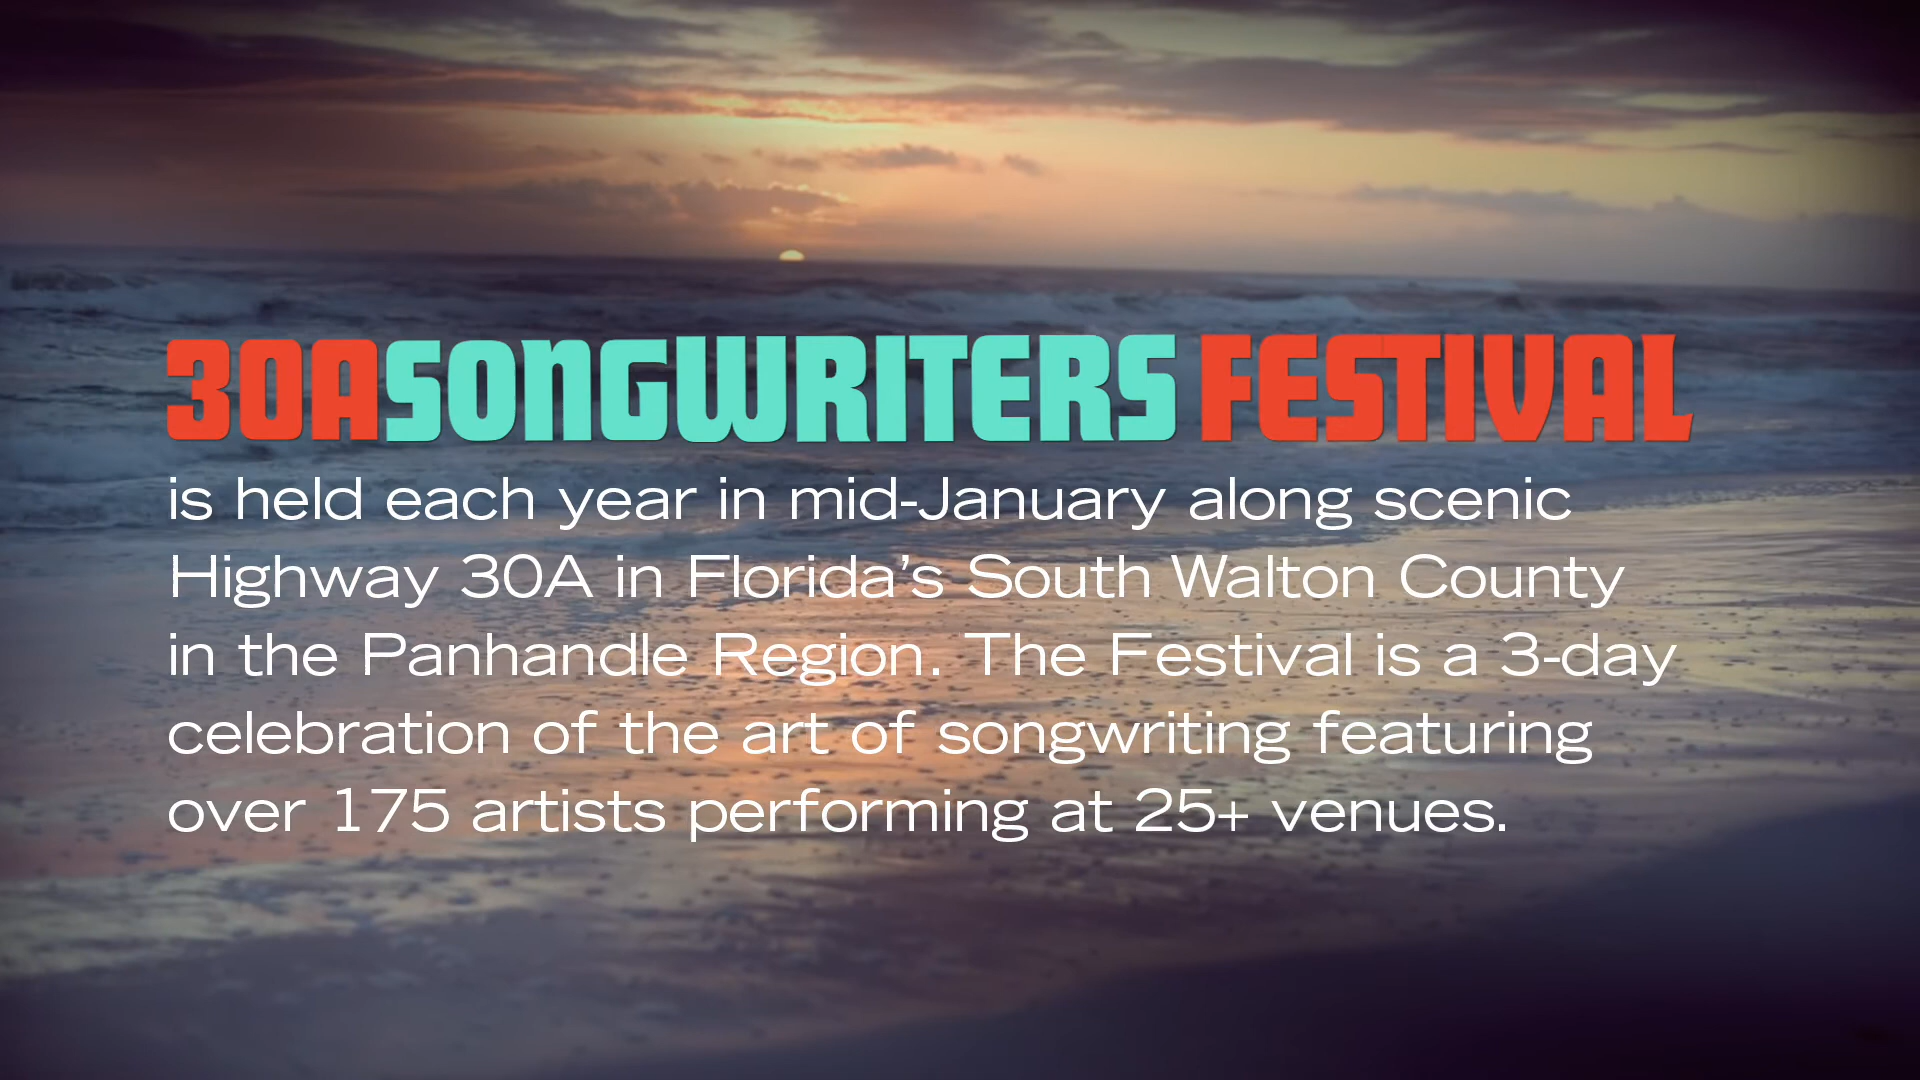 30ASONGWRITERS FESTIVAL
is held each year in mid-January along scenic
Highway 30A in Florida’s South Walton County
in the Panhandle Region. The Festival is a 3-day
celebration of the art of songwriting featuring
over 175 artists performing at 25+ venues.